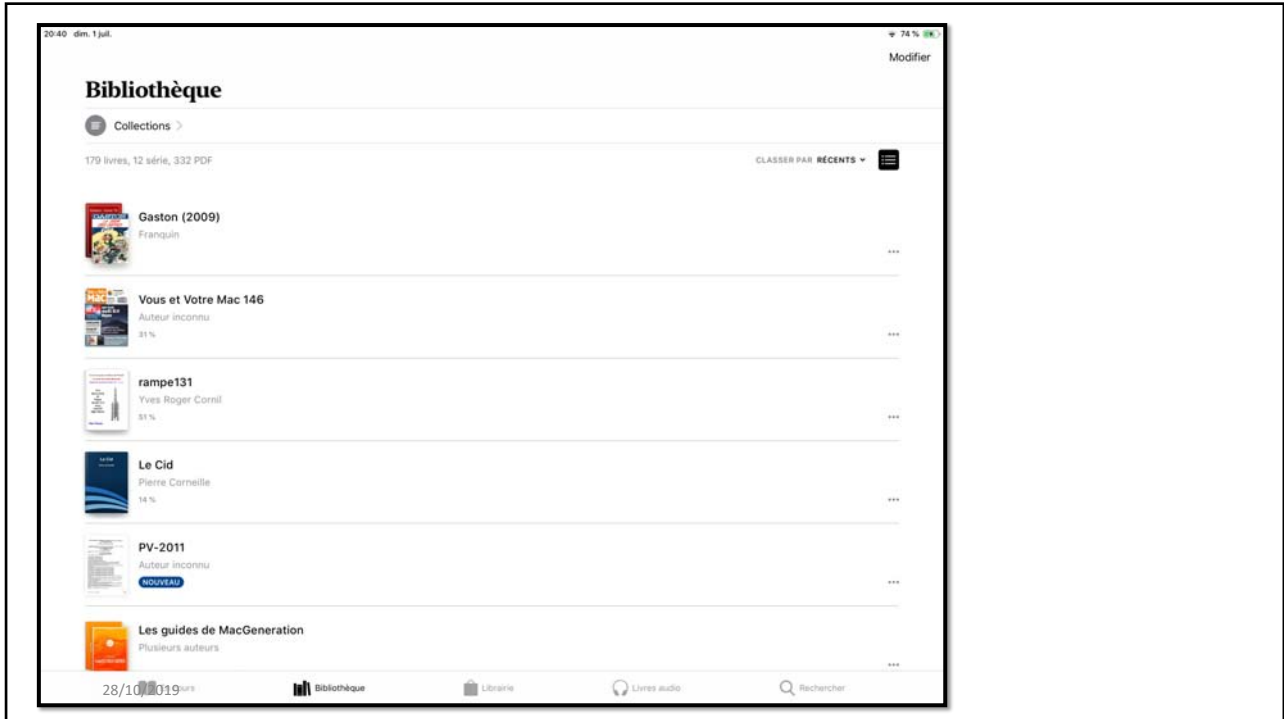 20:40 dim. 1 juil.
74 %
Modifier
Bibliothèque
Collections >
179 livres, 12 série, 332 PDF
CLASSER PAR RÉCENTS
Gaston (2009)
Franquin
Vous et Votre Mac 146
Auteur inconnu
31 %
rampe131
Yves Roger Cornil
51 %
Le Cid
Pierre Corneille
14 %
PV-2011
Auteur inconnu
NOUVEAU
Les guides de MacGeneration
Plusieurs auteurs
28/10/2019
Bibliothèque
Librairie
Livres audio
Rechercher